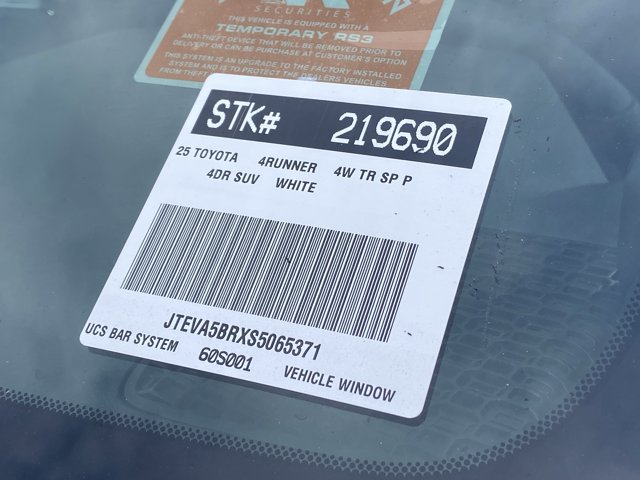 SECURITIES
THIS VEHICLE IS EQUIPPED WITH A
TEMPORARY RS3
ANTI-THEFT DEVICE THAT WILL BE REMOVED PRIOR TO
DELIVERY OR CAN BE PURCHASE AT CUSTOMER'S OPTION
THIS SYSTEM IS AN UPGRADE TO THE FACTORY INSTALLED
SYSTEM AND IS TO PROTECT THE DEALERS VEHICLES
FROM THEFT
STK# 219690
25 TOYOTA 4RUNNER 4W TR SP P
4DR SUV WHITE
JTEVA5BRXS5065371
UCS BAR SYSTEM 60S001 VEHICLE WINDOW